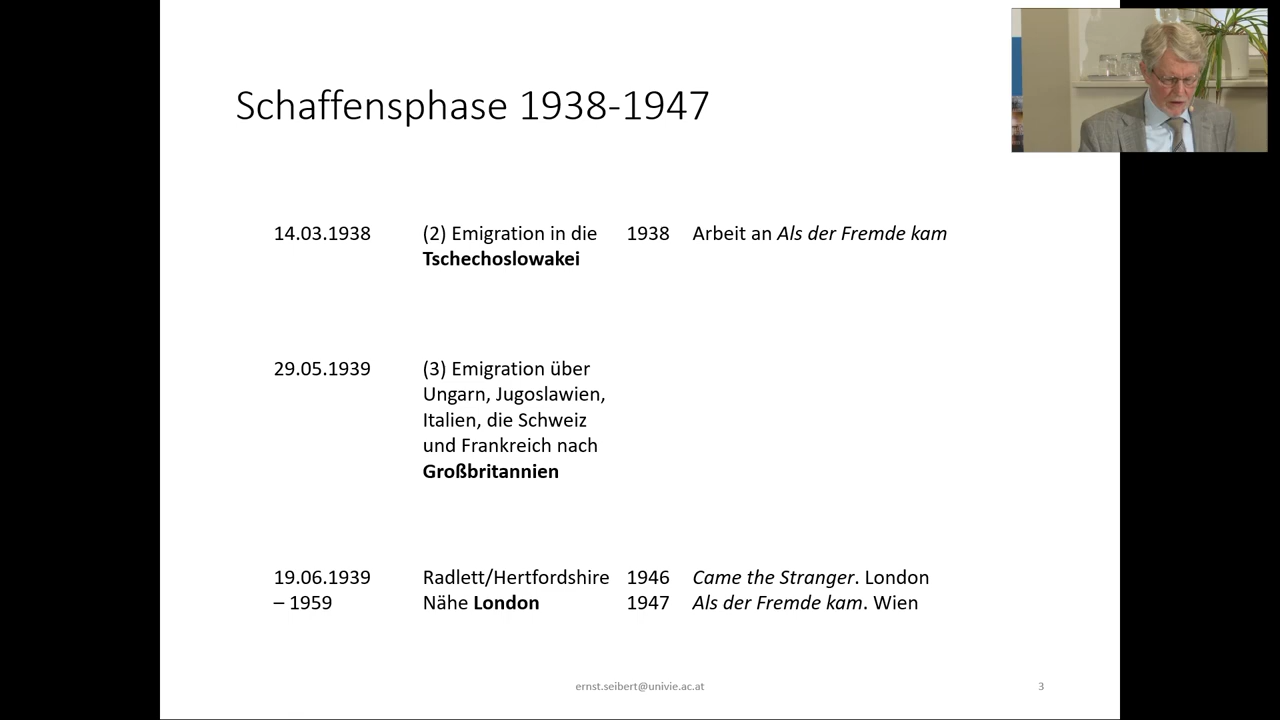 Schaffensphase 1938-1947
14.03.1938 (2) Emigration in die 1938 Arbeit an Als der Fremde kam
Tschechoslowakei
29.05.1939 (3) Emigration über
Ungarn, Jugoslawien,
Italien, die Schweiz
und Frankreich nach
Großbritannien
19.06.1939 Radlett/Hertfordshire 1946 Came the Stranger. London
– 1959 Nähe London 1947 Als der Fremde kam. Wien
ernst.seibert@univie.ac.at 3